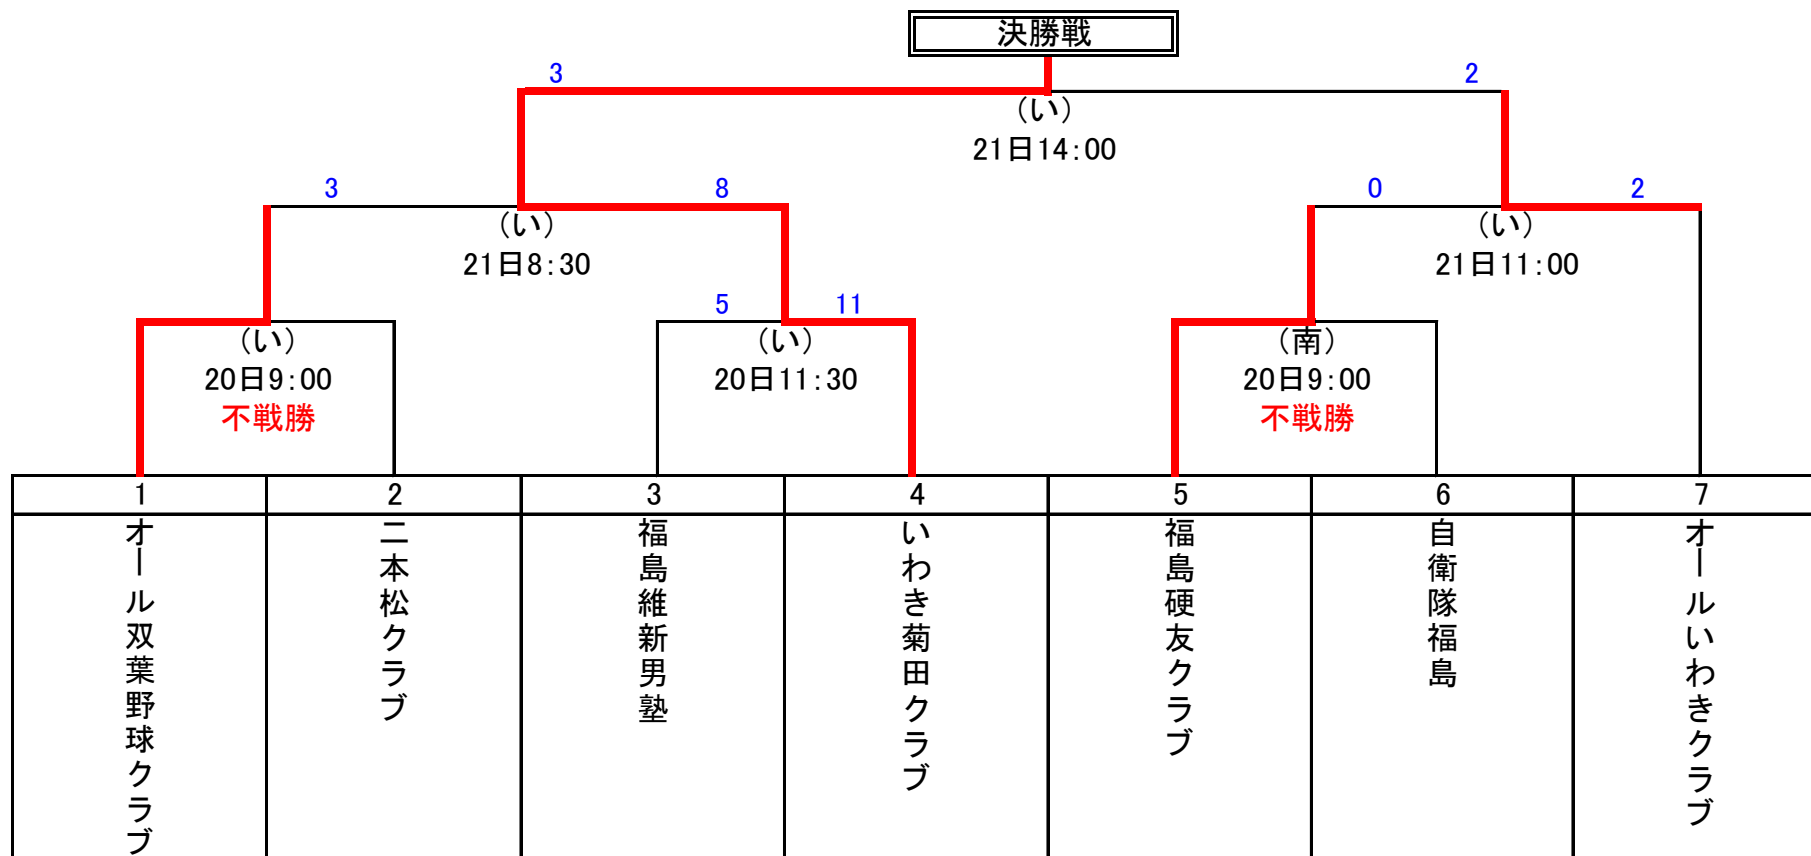 決勝戦
3
2
（い）
21日14:00
3
8
0
2
（い）
（い）
21日8:30
21日11:00
5
11
（い）
（い）
（南）
20日9:00
20日11:30
20日9:00
不戦勝
不戦勝
1
2
3
4
5
6
7
オール双葉野球クラブ
二本松クラブ
福島維新男塾
いわき菊田クラブ
福島硬友クラブ
自衛隊福島
オールいわきクラブ